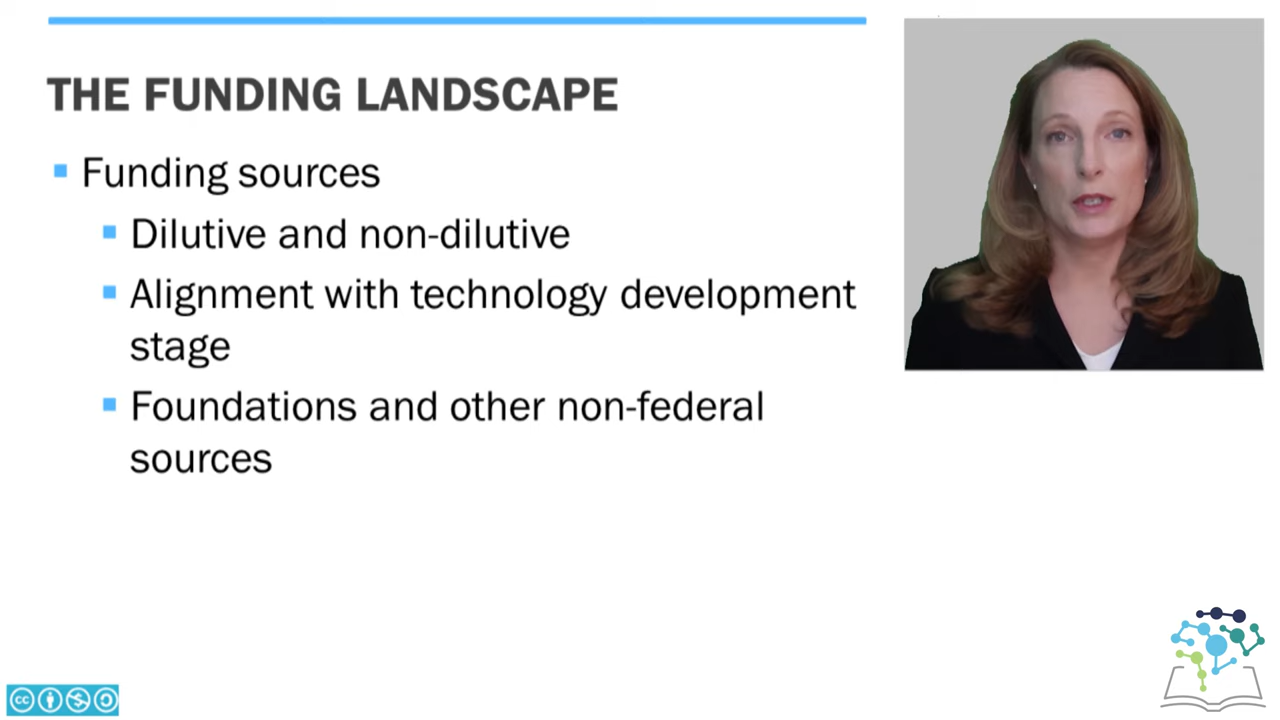 THE FUNDING LANDSCAPE
Funding sources
Dilutive and non-dilutive
Alignment with technology development
stage
Foundations and other non-federal
sources
cc